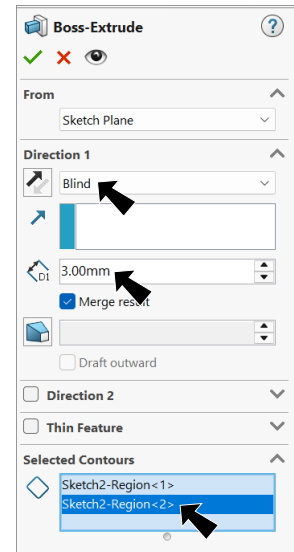 Boss-Extrude ?
From
Sketch Plane
Direction 1
Blind
D1 3.00mm
Merge result
Draft outward
Direction 2
Thin Feature
Selected Contours
Sketch2-Region<1>
Sketch2-Region<2>